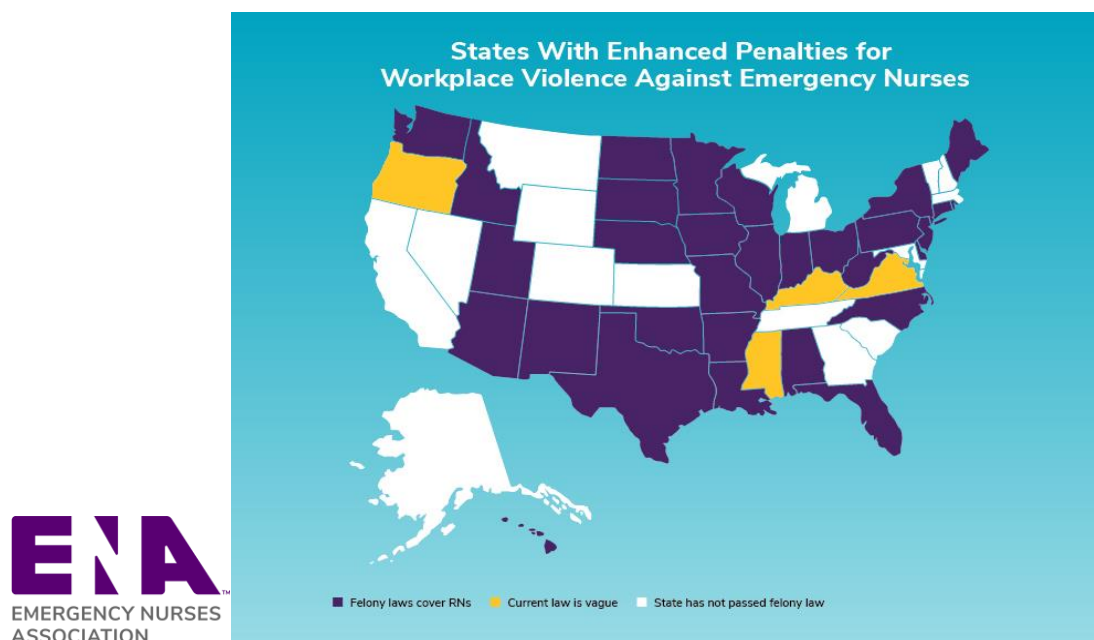 States With Enhanced Penalties for
Workplace Violence Against Emergency Nurses
Felony laws cover RNs
Current law is vague
State has not passed felony law
ENA™
EMERGENCY NURSES
ASSOCIATION